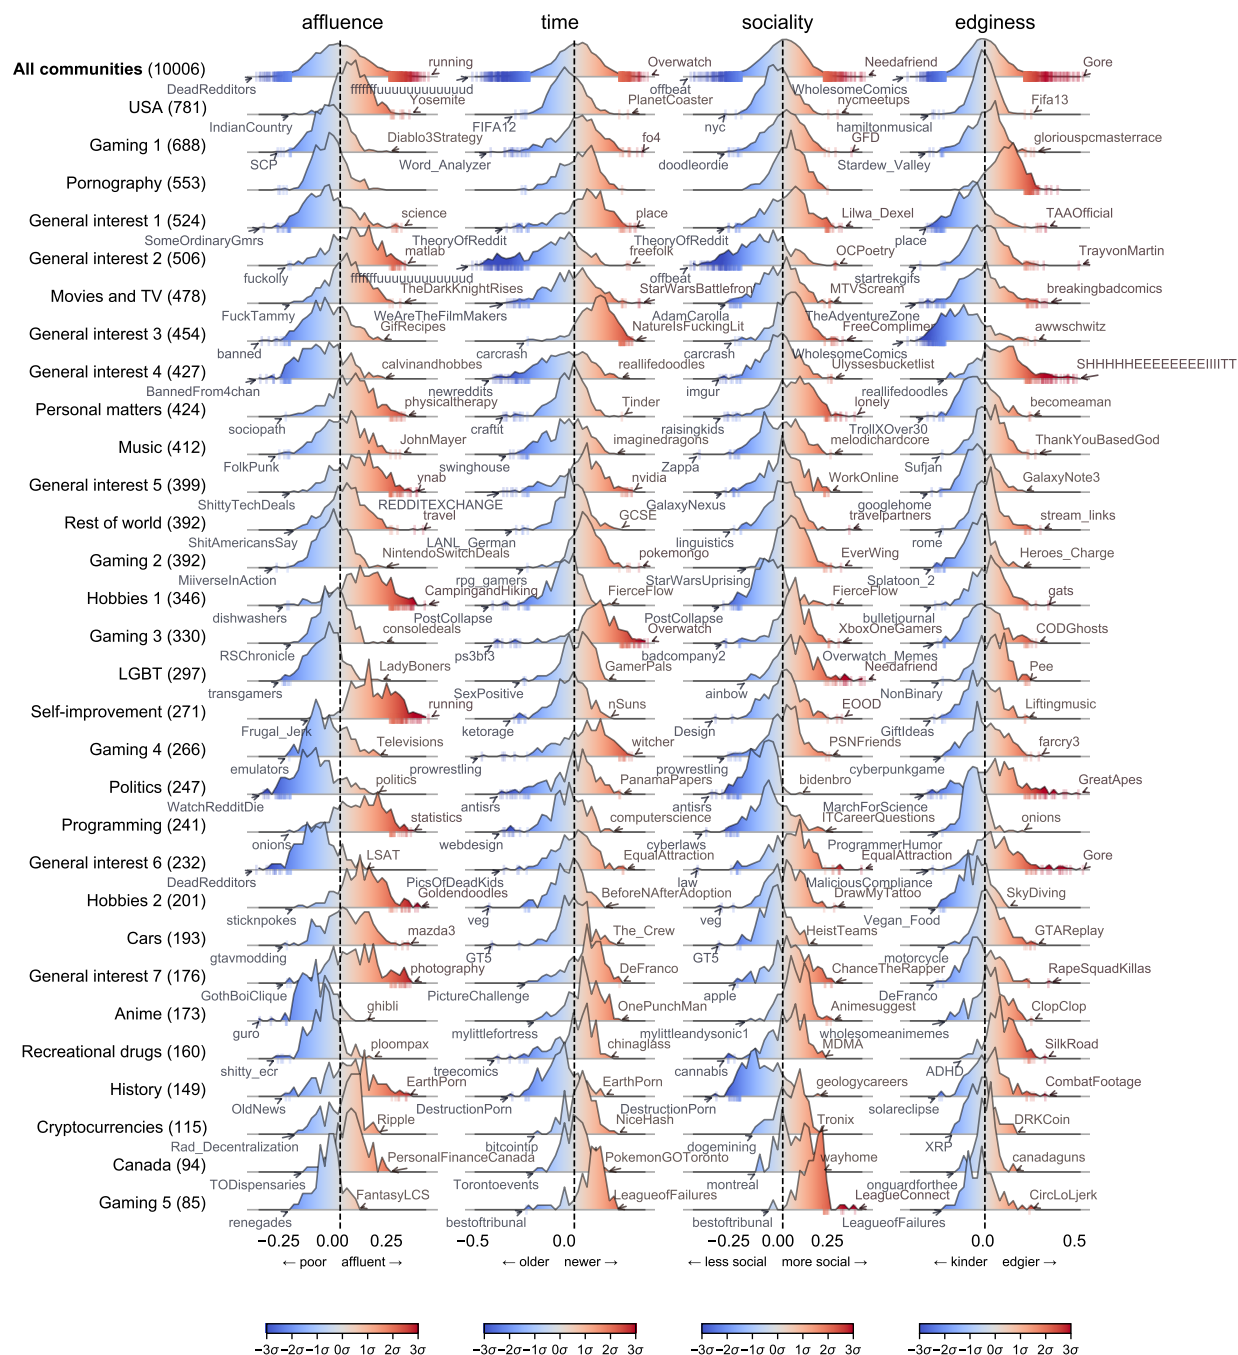 affluence time sociality edginess
All communities (10006) running Overwatch Needafriend Gore
DeadRedditors fffffffuuuuuuuuuuuuud offbeat WholesomeComics
USA (781) Yosemite PlanetCoaster nycmeetups Fifa13
IndianCountry FIFA12 nyc hamiltonmusical
Gaming 1 (688) Diablo3Strategy fo4 GFD gloriouspcmasterrace
SCP Word_Analyzer doodleordie Stardew_Valley
Pornography (553)
General interest 1 (524) science place Lilwa_Dexel TAAOfficial
SomeOrdinaryGmrs TheoryOfReddit TheoryOfReddit place
General interest 2 (506) matlab freefolk OCPoetry TrayvonMartin
fuckolly fffffffuuuuuuuuuuuuud offbeat startrekgifs
Movies and TV (478) TheDarkKnightRises StarWarsBattlefront MTVScream breakingbadcomics
FuckTammy WeAreTheFilmMakers AdamCarolla TheAdventureZone
General interest 3 (454) GifRecipes NatureIsFuckingLit FreeCompliments awwschwitz
banned carcrash carcrash WholesomeComics
General interest 4 (427) calvinandhobbes reallifedoodles Ulyssesbucketlist SHHHHHEEEEEEEEIIIITT
BannedFrom4chan newreddits imgur reallifedoodles
Personal matters (424) physicaltherapy Tinder lonely becomeaman
sociopath craftit raisingkids TrollXOver30
Music (412) JohnMayer imaginedragons melodichardcore ThankYouBasedGod
FolkPunk swinghouse Zappa Sufjan
General interest 5 (399) ynab nvidia WorkOnline GalaxyNote3
ShittyTechDeals REDDITEXCHANGE GalaxyNexus googlehome
Rest of world (392) travel GCSE travelpartners stream_links
ShitAmericansSay LANL_German linguistics rome
Gaming 2 (392) NintendoSwitchDeals pokemongo EverWing Heroes_Charge
MiiverseInAction rpg_gamers StarWarsUprising Splatoon_2
Hobbies 1 (346) CampingandHiking FierceFlow FierceFlow gats
dishwashers PostCollapse PostCollapse bulletjournal
Gaming 3 (330) consoledeals Overwatch XboxOneGamers CODGhosts
RSChronicle ps3bf3 badcompany2 Overwatch_Memes
LGBT (297) LadyBoners GamerPals Needafriend Pee
transgamers SexPositive ainbow NonBinary
Self-improvement (271) running nSuns EOOD Liftingmusic
Frugal_Jerk ketorage Design GiftIdeas
Gaming 4 (266) Televisions witcher PSNFriends farcry3
emulators prowrestling prowrestling cyberpunkgame
Politics (247) politics PanamaPapers bidenbro GreatApes
WatchRedditDie antisrs antisrs MarchForScience
Programming (241) statistics computerscience ITCareerQuestions onions
onions webdesign cyberlaws ProgrammerHumor
General interest 6 (232) LSAT EqualAttraction EqualAttraction Gore
DeadRedditors PicsOfDeadKids law MaliciousCompliance
Hobbies 2 (201) Goldendoodles BeforeNAfterAdoption DrawMyTattoo SkyDiving
sticknpokes veg veg Vegan_Food
Cars (193) mazda3 The_Crew HeistTeams GTAReplay
gtavmodding GT5 GT5 motorcycle
General interest 7 (176) photography DeFranco ChanceTheRapper RapeSquadKillas
GothBoiClique PictureChallenge apple DeFranco
Anime (173) ghibli OnePunchMan Animesuggest ClopClop
guro mylittlefortress mylittleandysonic1 wholesomeanimemes
Recreational drugs (160) ploompax chinaglass MDMA SilkRoad
shitty_ecr treecomics cannabis ADHD
History (149) EarthPorn EarthPorn geologycareers CombatFootage
OldNews DestructionPorn DestructionPorn solareclipse
Cryptocurrencies (115) Ripple NiceHash Tronix DRKCoin
Rad_Decentralization bitcointip dogemining XRP
Canada (94) PersonalFinanceCanada PokemonGOToronto wayhome canadaguns
TODispensaries Torontoevents montreal onguardforthee
Gaming 5 (85) FantasyLCS LeagueofFailures LeagueConnect CircLoLjerk
renegades bestoftribunal bestoftribunal LeagueofFailures
−0.25 0.00 0.25 −0.5 0.0 −0.25 0.00 0.25 0.0 0.5
← poor affluent → ← older newer → ← less social more social → ← kinder edgier →
−3σ −2σ −1σ 0σ 1σ 2σ 3σ −3σ −2σ −1σ 0σ 1σ 2σ 3σ −3σ −2σ −1σ 0σ 1σ 2σ 3σ −3σ −2σ −1σ 0σ 1σ 2σ 3σ